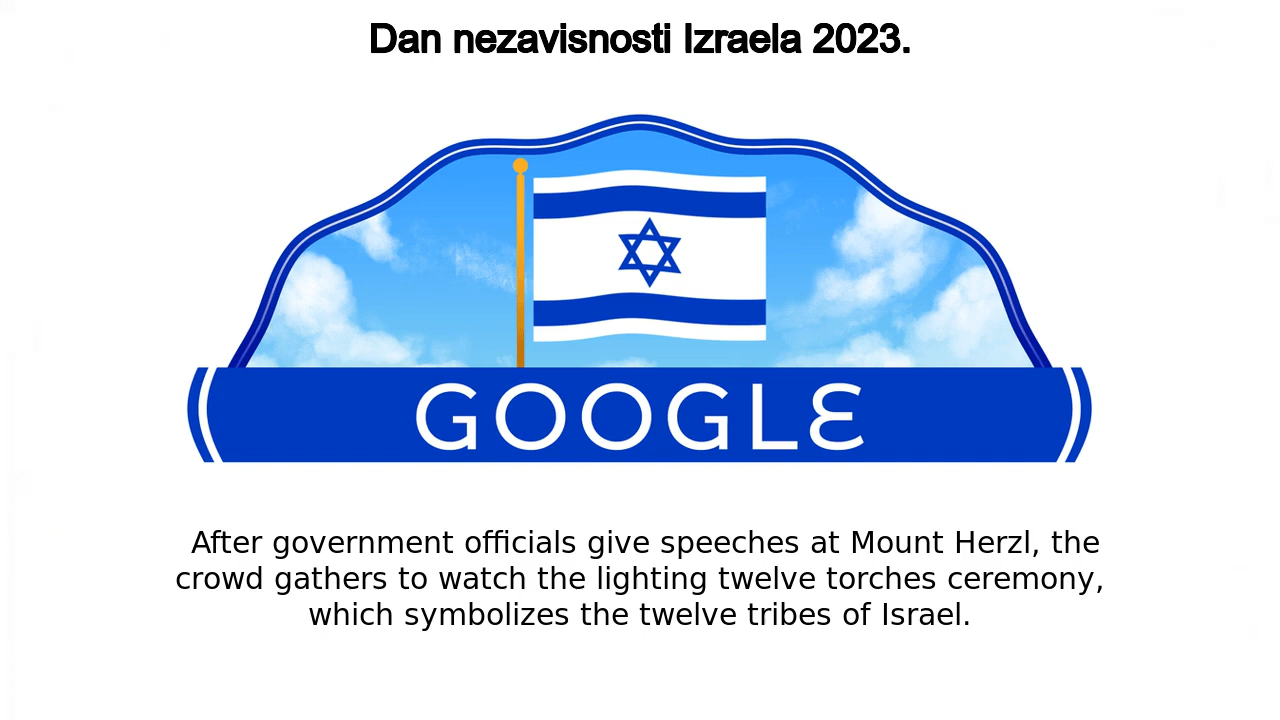 Dan nezavisnosti Izraela 2023.
GOOGLE
After government officials give speeches at Mount Herzl, the
crowd gathers to watch the lighting twelve torches ceremony,
which symbolizes the twelve tribes of Israel.